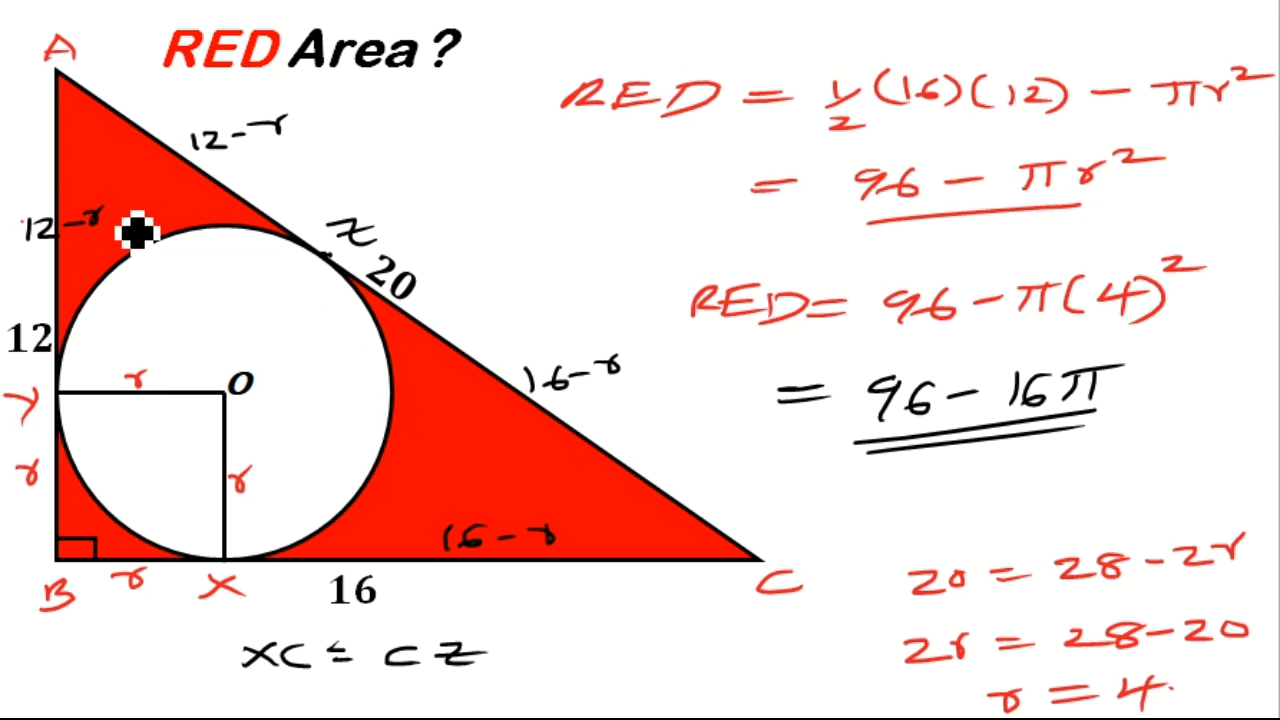 RED Area?
A
12-r
RED = 1/2 (16)(12) - πr²
= 96 - πr²
12-r
Z
20
RED = 96 - π(4)²
12
r
O
16-r
= 96 - 16π
Y
r
r
16-r
20 = 28-2r
B
r
X
16
C
2r = 28-20
XC = CZ
r = 4.